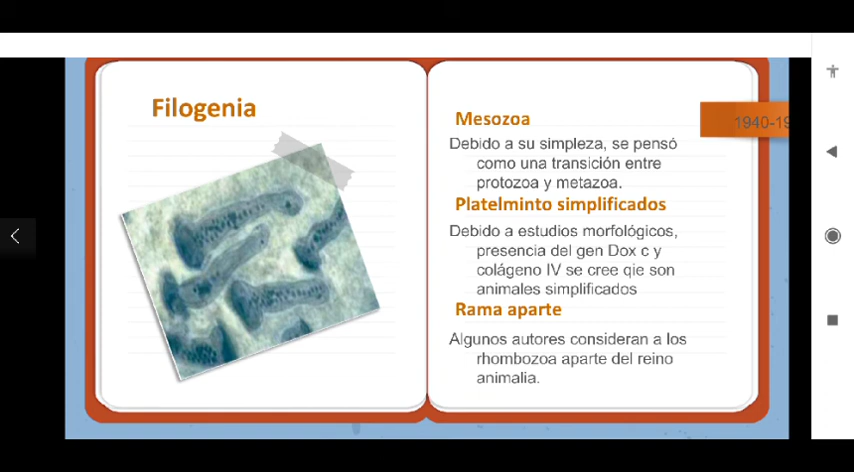 Filogenia
Mesozoa
1940-19
Debido a su simpleza, se pensó
como una transición entre
protozoa y metazoa.
Platelminto simplificados
Debido a estudios morfológicos,
presencia del gen Dox c y
colágeno IV se cree qie son
animales simplificados
Rama aparte
Algunos autores consideran a los
rhombozoa aparte del reino
animalia.